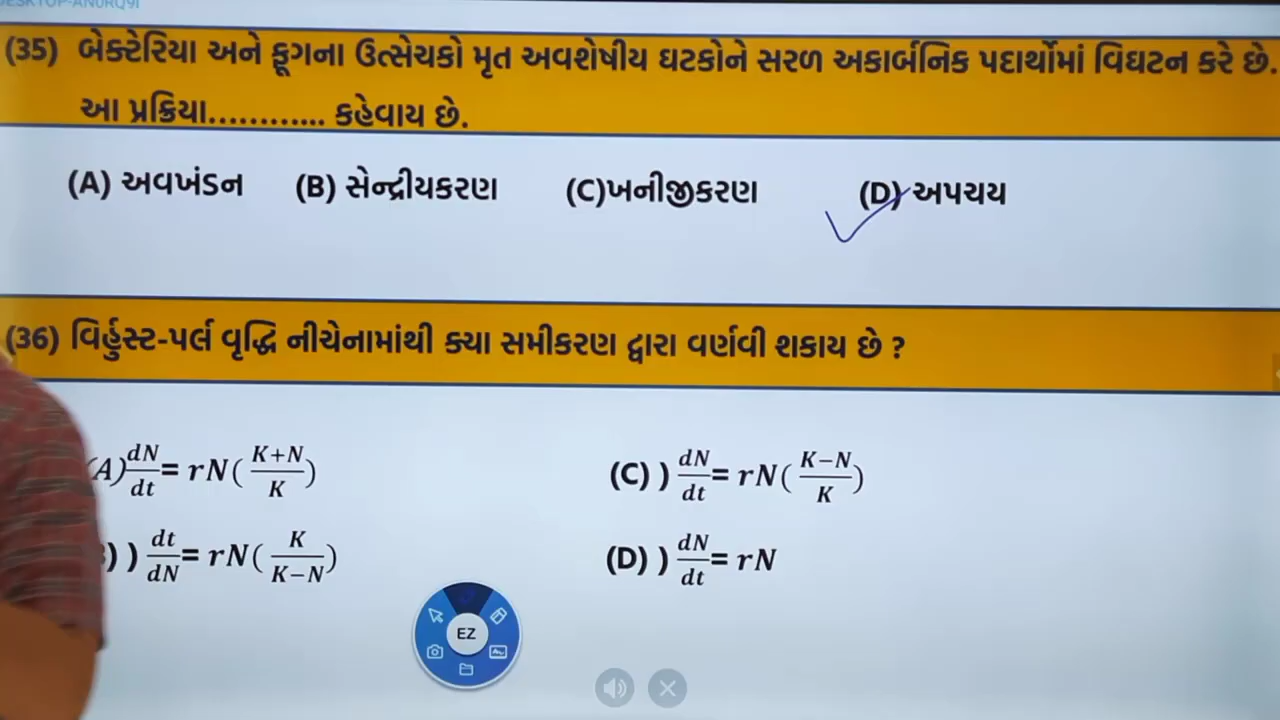 DESKTOP-ANORQ9I
(35) બેક્ટેરિયા અને ફૂગના ઉત્સેચકો મૃત અવશેષીય ઘટકોને સરળ અકાર્બનિક પદાર્થોમાં વિઘટન કરે છે.
આ પ્રક્રિયા............ કહેવાય છે.
(A) અવખંડન (B) સેન્દ્રીયકરણ (C)ખનીજીકરણ (D) અપચય
(36) વિર્હુસ્ટ-પર્લ વૃદ્ધિ નીચેનામાંથી ક્યા સમીકરણ દ્વારા વર્ણવી શકાય છે ?
(A) dN/dt = rN( K+N/K ) (C) ) dN/dt = rN( K−N/K )
) ) dt/dN = rN( K/K−N ) (D) ) dN/dt = rN
EZ